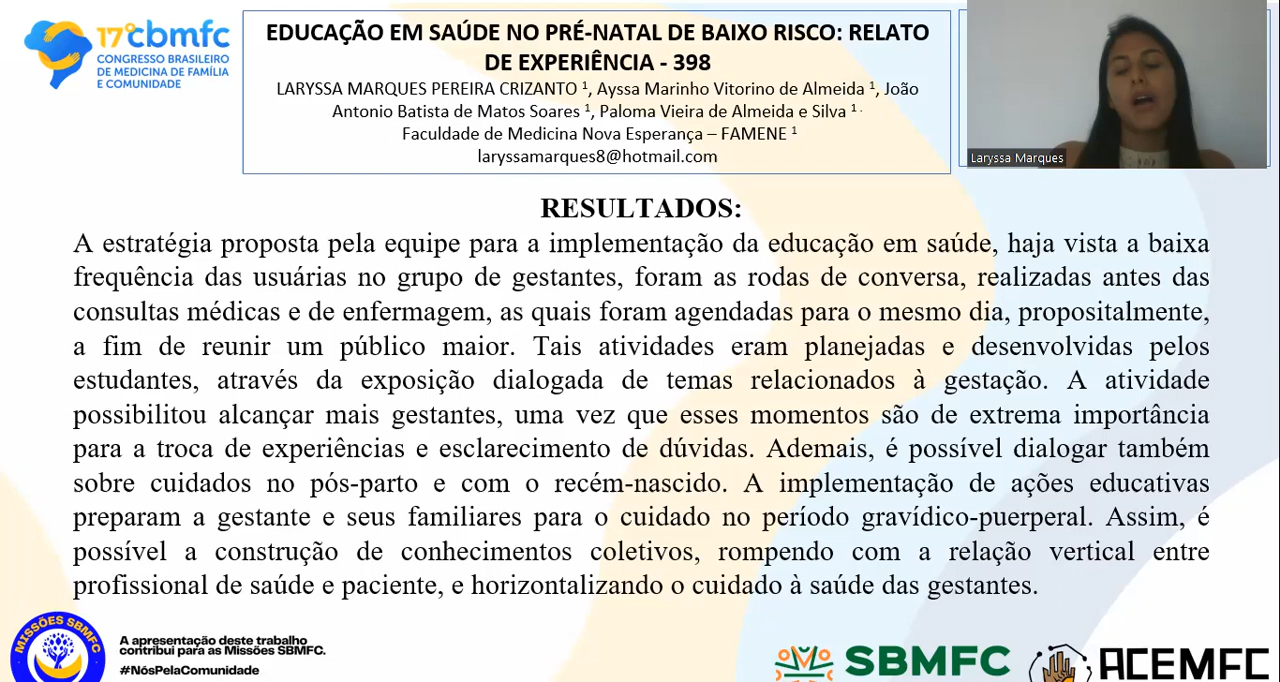 17º cbmfc
CONGRESSO BRASILEIRO
DE MEDICINA DE FAMÍLIA
E COMUNIDADE
EDUCAÇÃO EM SAÚDE NO PRÉ-NATAL DE BAIXO RISCO: RELATO
DE EXPERIÊNCIA - 398
LARYSSA MARQUES PEREIRA CRIZANTO ¹, Ayssa Marinho Vitorino de Almeida ¹, João
Antonio Batista de Matos Soares ¹, Paloma Vieira de Almeida e Silva ¹ ·
Faculdade de Medicina Nova Esperança – FAMENE ¹
laryssamarques8@hotmail.com
Laryssa Marques
RESULTADOS:
A estratégia proposta pela equipe para a implementação da educação em saúde, haja vista a baixa
frequência das usuárias no grupo de gestantes, foram as rodas de conversa, realizadas antes das
consultas médicas e de enfermagem, as quais foram agendadas para o mesmo dia, propositalmente,
a fim de reunir um público maior. Tais atividades eram planejadas e desenvolvidas pelos
estudantes, através da exposição dialogada de temas relacionados à gestação. A atividade
possibilitou alcançar mais gestantes, uma vez que esses momentos são de extrema importância
para a troca de experiências e esclarecimento de dúvidas. Ademais, é possível dialogar também
sobre cuidados no pós-parto e com o recém-nascido. A implementação de ações educativas
preparam a gestante e seus familiares para o cuidado no período gravídico-puerperal. Assim, é
possível a construção de conhecimentos coletivos, rompendo com a relação vertical entre
profissional de saúde e paciente, e horizontalizando o cuidado à saúde das gestantes.
MISSÕES SBMFC
A apresentação deste trabalho
contribui para as Missões SBMFC.
#NósPelaComunidade
SBMFC
ACEMFC